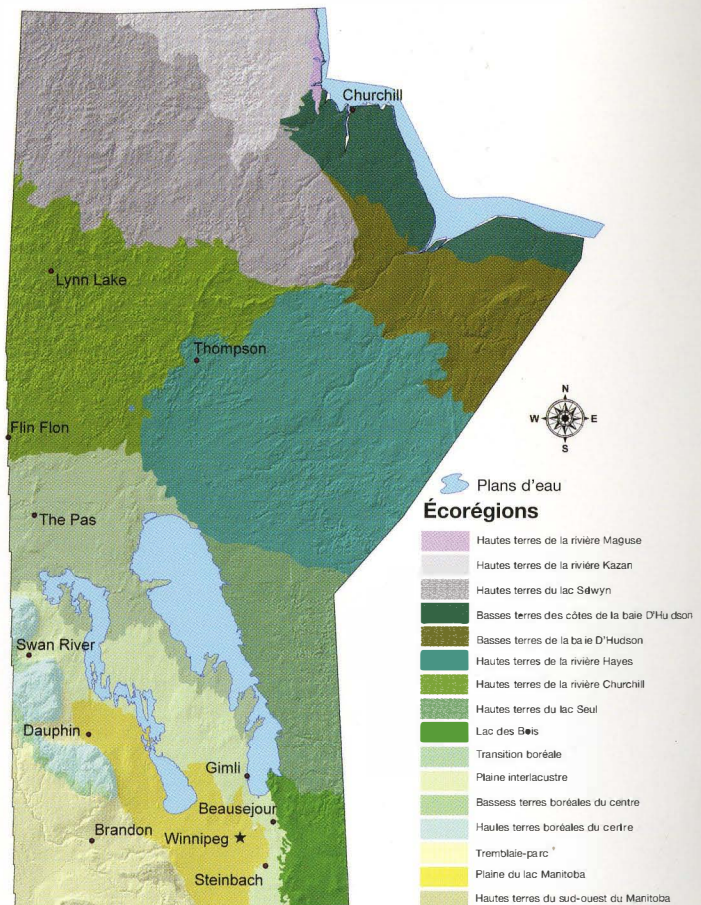 Churchill
Lynn Lake
Thompson
N
W E
S
Flin Flon
Plans d'eau
Écorégions
The Pas
Hautes terres de la rivière Maguse
Hautes terres de la rivière Kazan
Hautes terres du lac Selwyn
Basses terres des côtes de la baie D'Hudson
Basses terres de la baie D'Hudson
Hautes terres de la rivière Hayes
Hautes terres de la rivière Churchill
Hautes terres du lac Seul
Lac des Bois
Transition boréale
Plaine interlacustre
Bassess terres boréales du centre
Hautes terres boréales du centre
Tremblaie-parc
Plaine du lac Manitoba
Hautes terres du sud-ouest du Manitoba
Swan River
Dauphin
Gimli
Beausejour
Brandon
Winnipeg
Steinbach